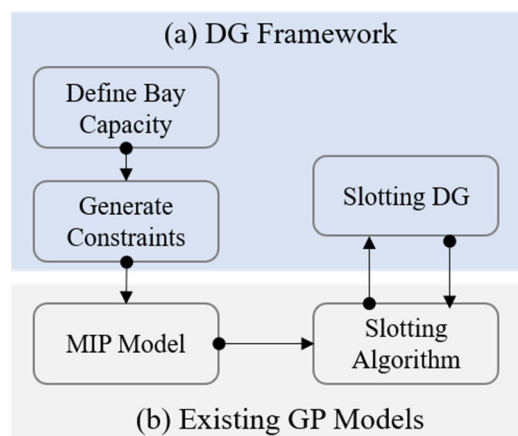 (a) DG Framework
Define Bay
Capacity
Generate
Constraints
Slotting DG
MIP Model
Slotting
Algorithm
(b) Existing GP Models